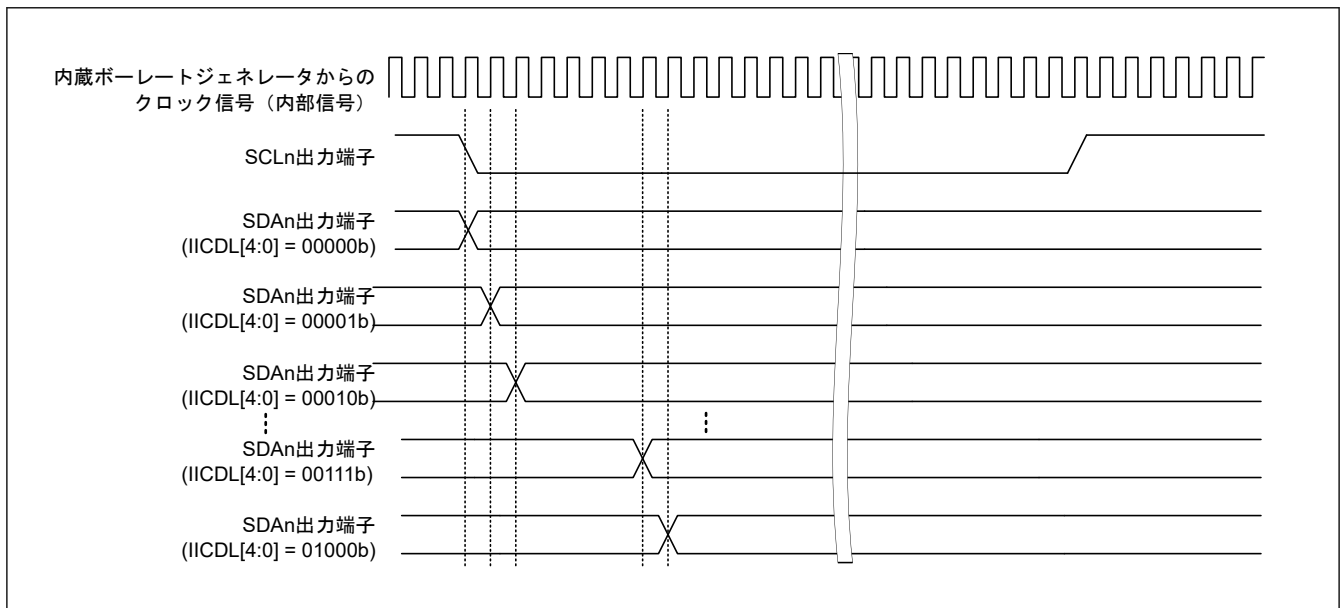 内蔵ボーレートジェネレータからの
クロック信号（内部信号）
SCLn出力端子
SDAn出力端子
(IICDL[4:0] = 00000b)
SDAn出力端子
(IICDL[4:0] = 00001b)
SDAn出力端子
(IICDL[4:0] = 00010b)
SDAn出力端子
(IICDL[4:0] = 00111b)
SDAn出力端子
(IICDL[4:0] = 01000b)